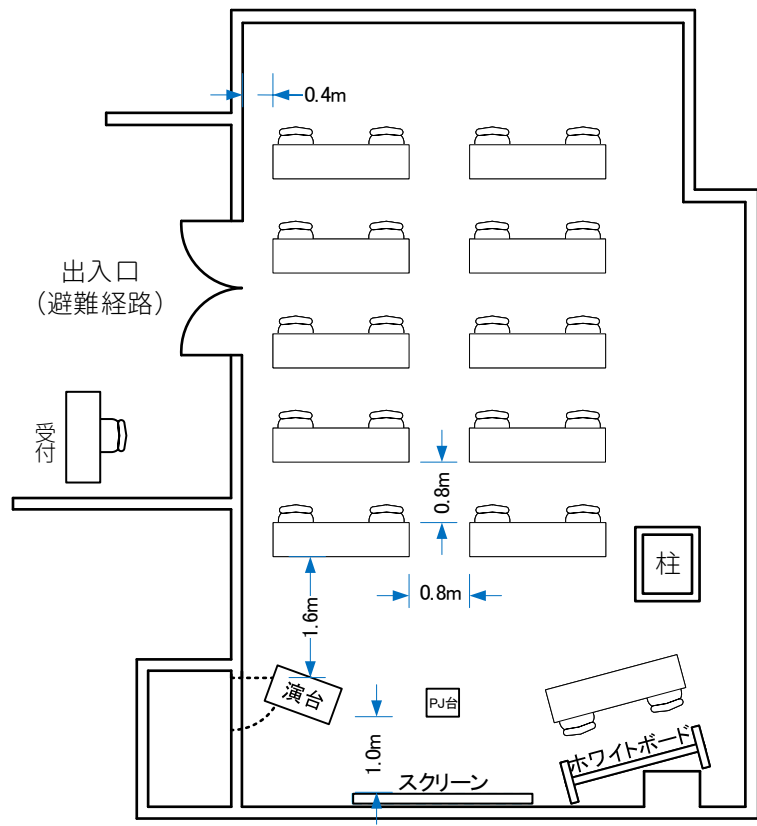 0.4m
出入口
（避難経路）
受付
0.8m
0.8m
柱
1.6m
演台
PJ台
1.0m
スクリーン
ホワイトボード